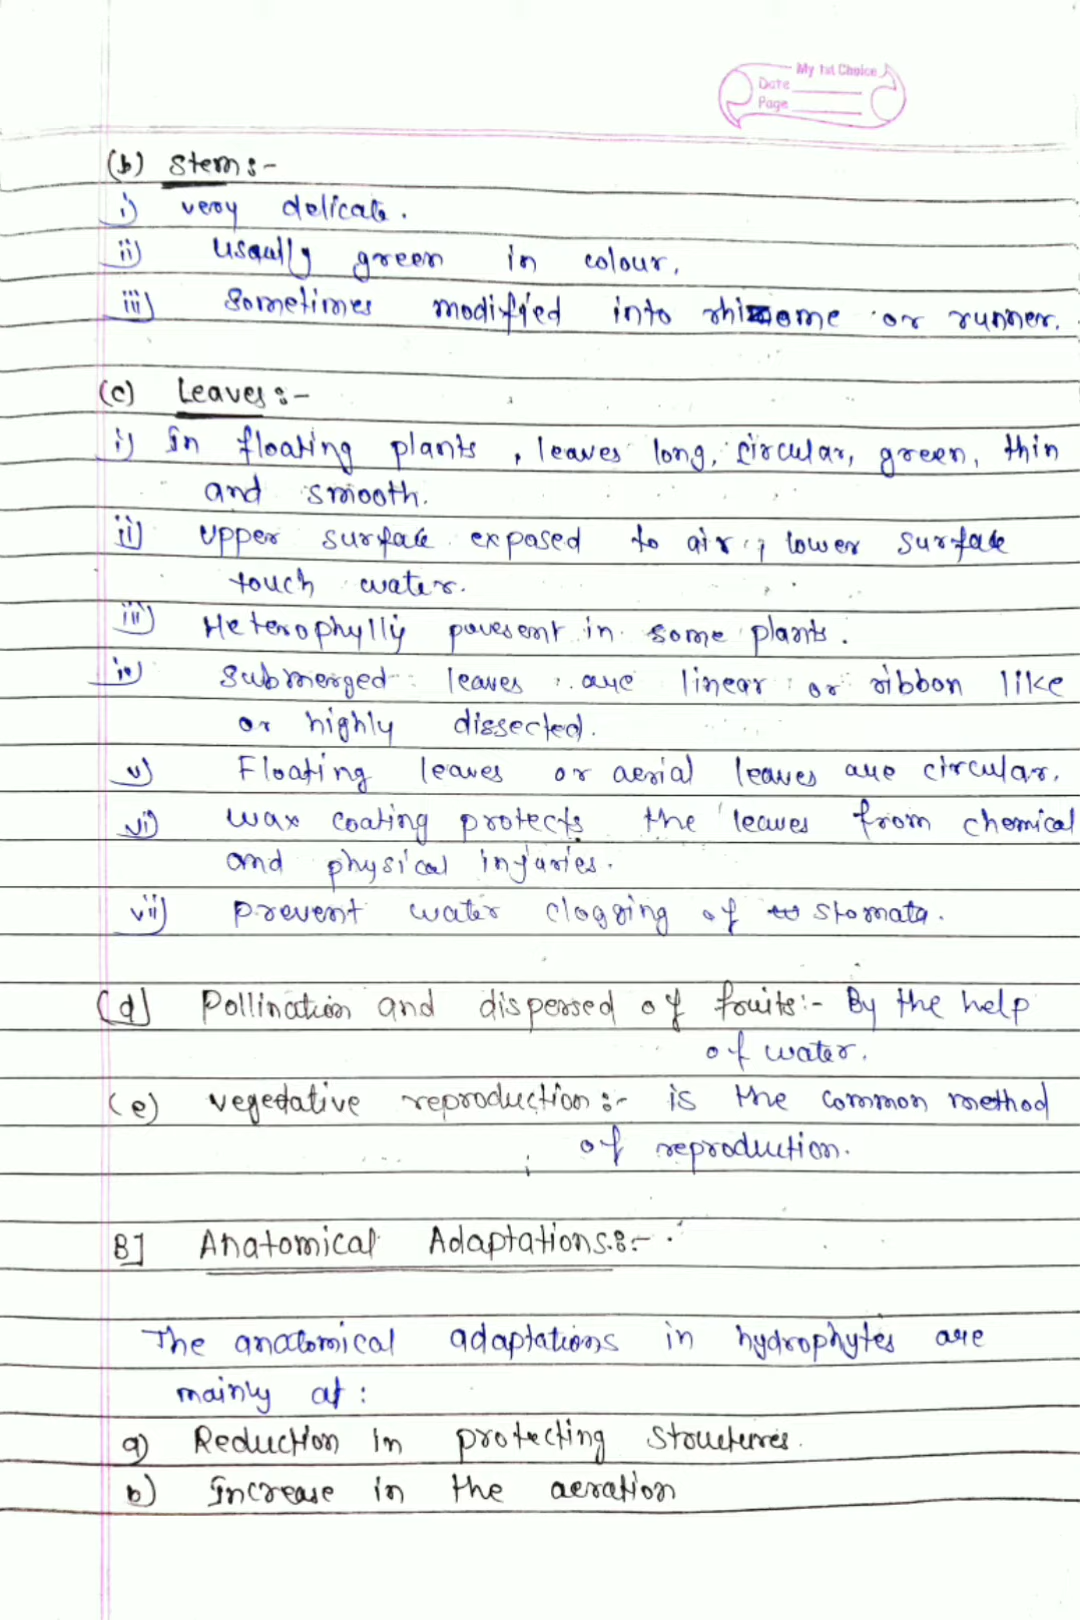 My 1st Choice
Date
Page
(b) Stem:-
i) very delicate.
ii) usaully green in colour.
iii) Sometimes modified into rhizome or runner.
(c) Leaves:-
i) In floating plants, leaves long, circular, green, thin
and smooth.
ii) Upper surface exposed to air, lower surface
touch water.
iii) Heterophylly present in some plants.
iv) Submerged leaves are linear or ribbon like
or highly dissected.
v) Floating leaves or aerial leaves are circular.
vi) wax coating protects the leaves from chemical
and physical injuries.
vii) Prevent water clogging of stomata.
(d) Pollination and dispersed of fruits:- By the help
of water.
(e) vegetative reproduction:- is the common method
of reproduction.
B] Anatomical Adaptations:-
The anatomical adaptations in hydrophytes are
mainly at:
a) Reduction in protecting structures.
b) Increase in the aeration